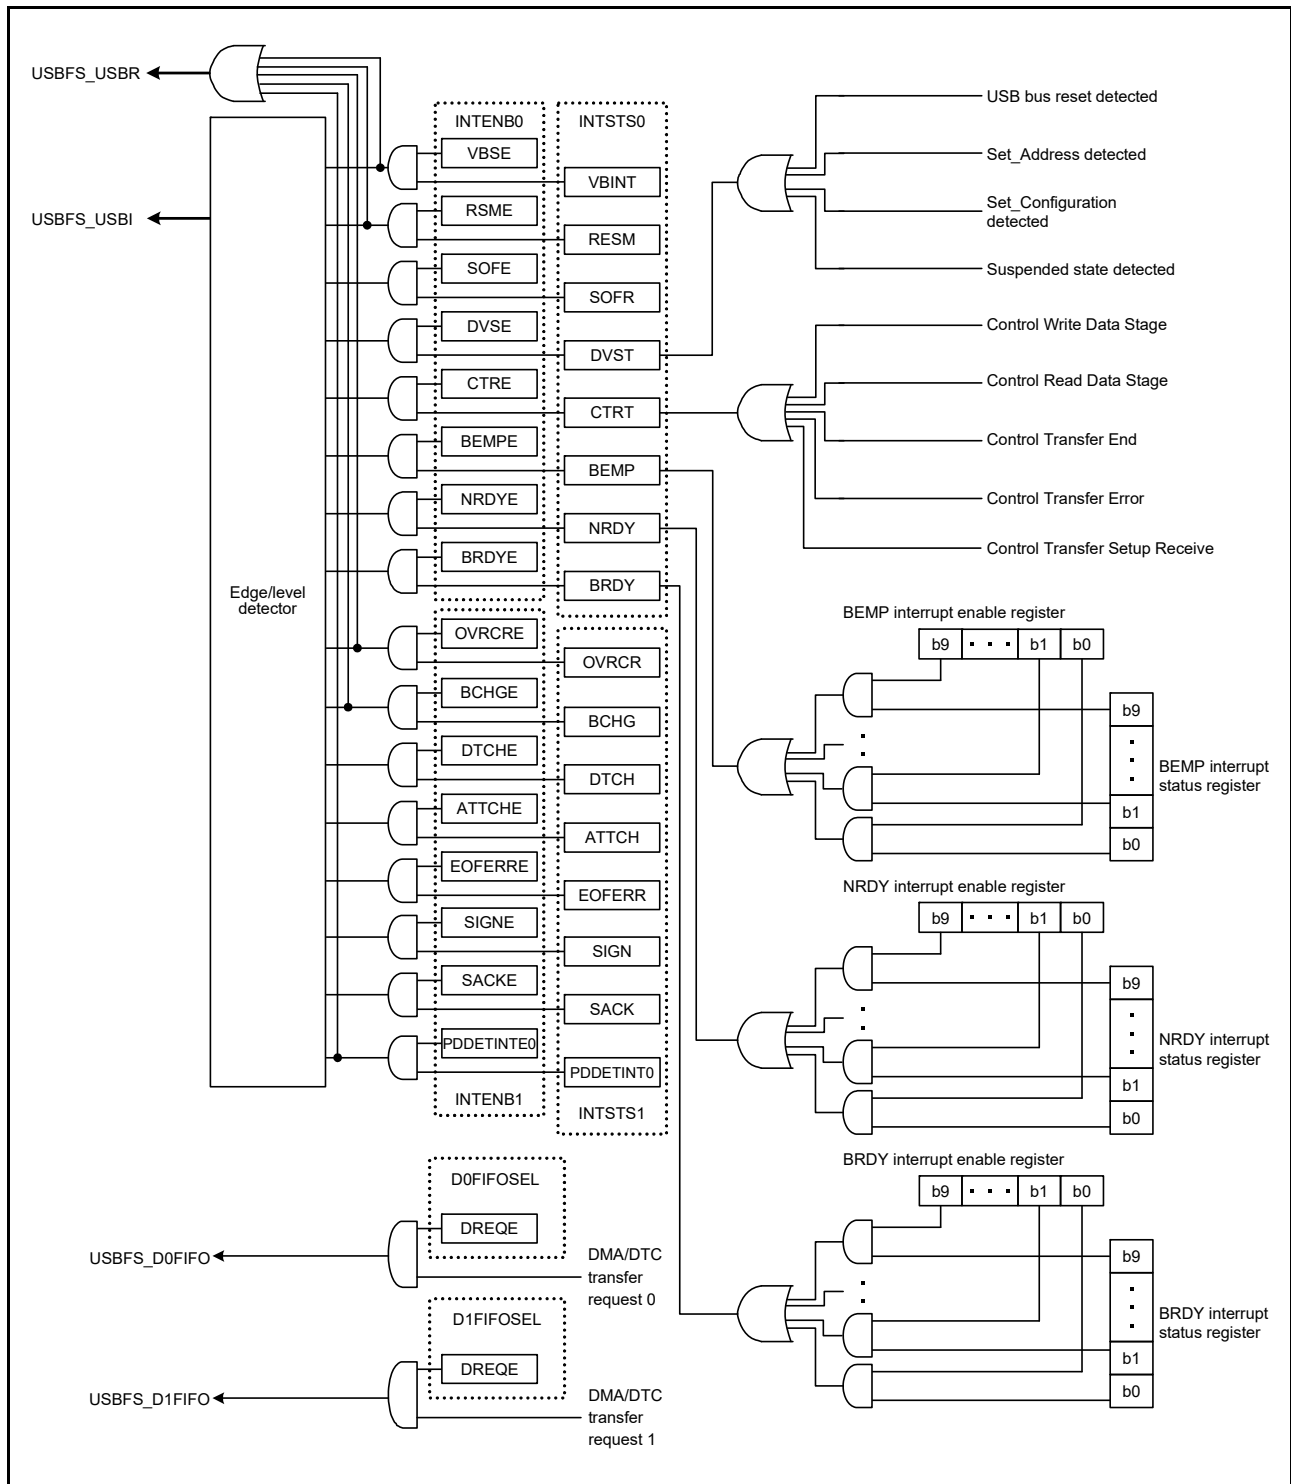 USBFS_USBR
USBFS_USBI
Edge/level
detector
INTENB0
VBSE
RSME
SOFE
DVSE
CTRE
BEMPE
NRDYE
BRDYE
OVRCRE
BCHGE
DTCHE
ATTCHE
EOFERRE
SIGNE
SACKE
PDDETINTE0
INTENB1
INTSTS0
VBINT
RESM
SOFR
DVST
CTRT
BEMP
NRDY
BRDY
OVRCR
BCHG
DTCH
ATTCH
EOFERR
SIGN
SACK
PDDETINT0
INTSTS1
USB bus reset detected
Set_Address detected
Set_Configuration
detected
Suspended state detected
Control Write Data Stage
Control Read Data Stage
Control Transfer End
Control Transfer Error
Control Transfer Setup Receive
BEMP interrupt enable register
b9 b1 b0
b9
b1
b0
BEMP interrupt
status register
NRDY interrupt enable register
b9 b1 b0
b9
b1
b0
NRDY interrupt
status register
BRDY interrupt enable register
b9 b1 b0
b9
b1
b0
BRDY interrupt
status register
D0FIFOSEL
DREQE
USBFS_D0FIFO
DMA/DTC
transfer
request 0
D1FIFOSEL
DREQE
USBFS_D1FIFO
DMA/DTC
transfer
request 1